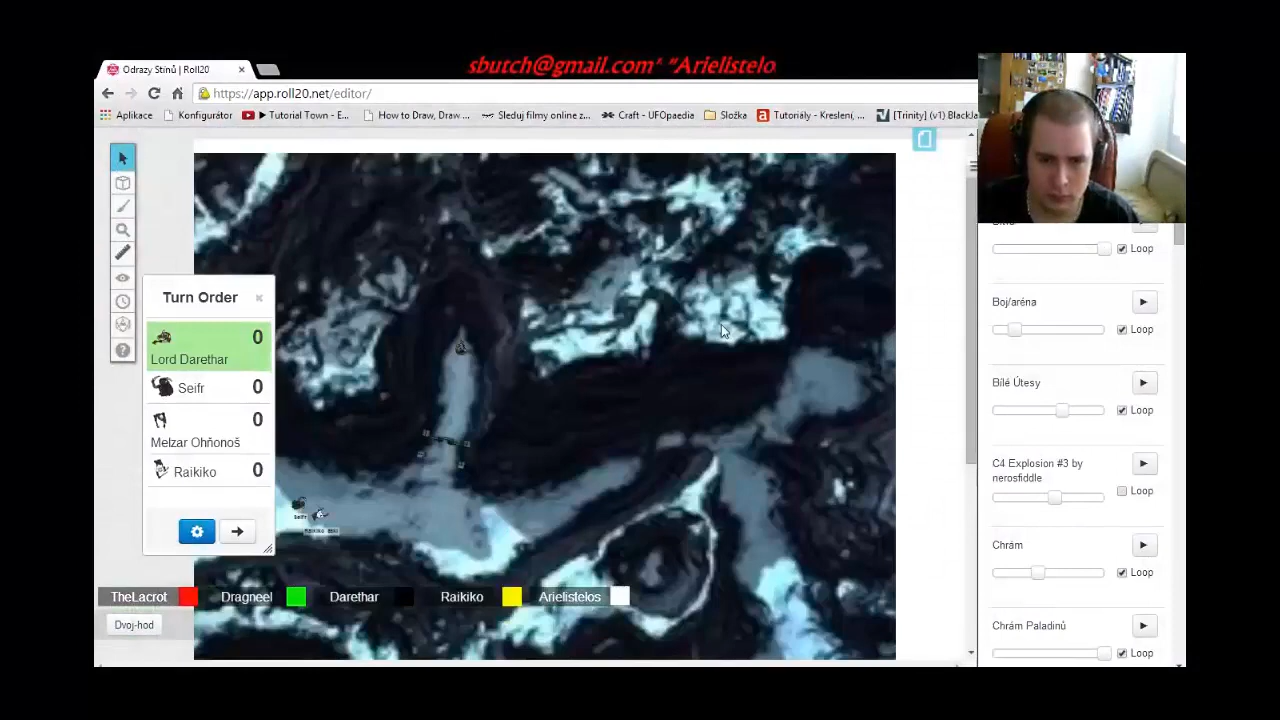 sbutch@gmail.com' "Arielistelo
Odrazy Stínů | Roll20
https://app.roll20.net/editor/
Aplikace Konfigurátor ▶ Tutorial Town - E... How to Draw, Draw ... Sleduj filmy online z... Craft - UFOpaedia Složka Tutoriály - Kreslení, ... [Trinity] (v1) BlackJa
Turn Order
0
Lord Darethar
Seifr 0
0
Melzar Ohňonoš
Raikiko 0
Loop
Boj/aréna
Loop
Bílé Útesy
Loop
C4 Explosion #3 by
nerosfiddle
Loop
Chrám
Loop
Chrám Paladinů
Loop
TheLacrot Dragneel Darethar Raikiko Arielistelos
Dvoj-hod